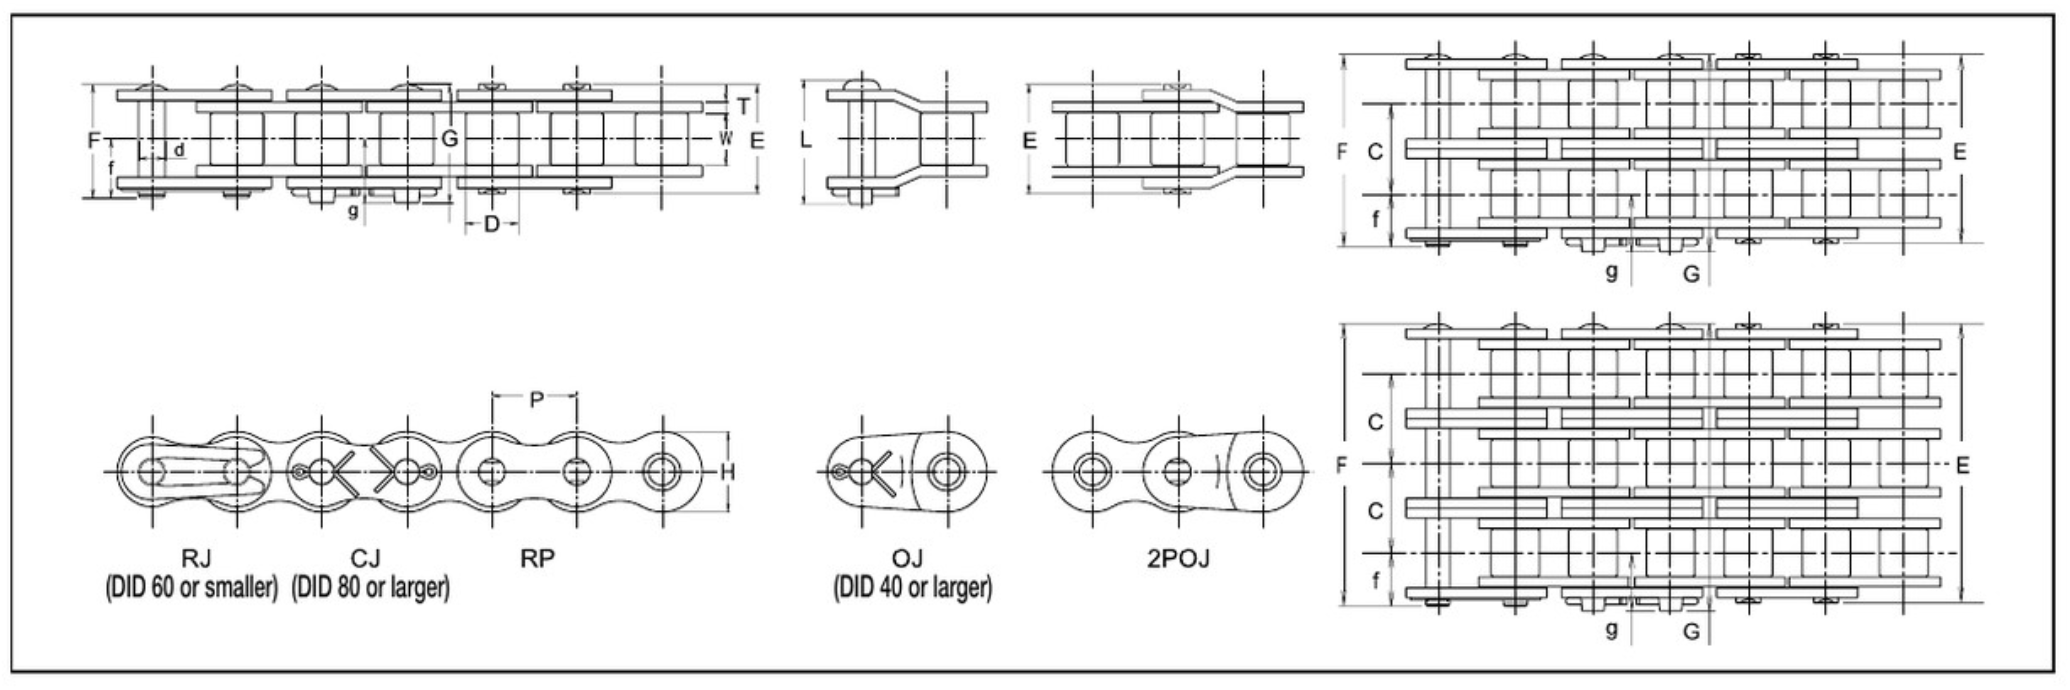 F
f
d
G
g
D
T
W
E
L
E
F
C
f
g
G
E
P
H
RJ
(DID 60 or smaller)
CJ
(DID 80 or larger)
RP
OJ
(DID 40 or larger)
2POJ
F
C
C
f
g
G
E